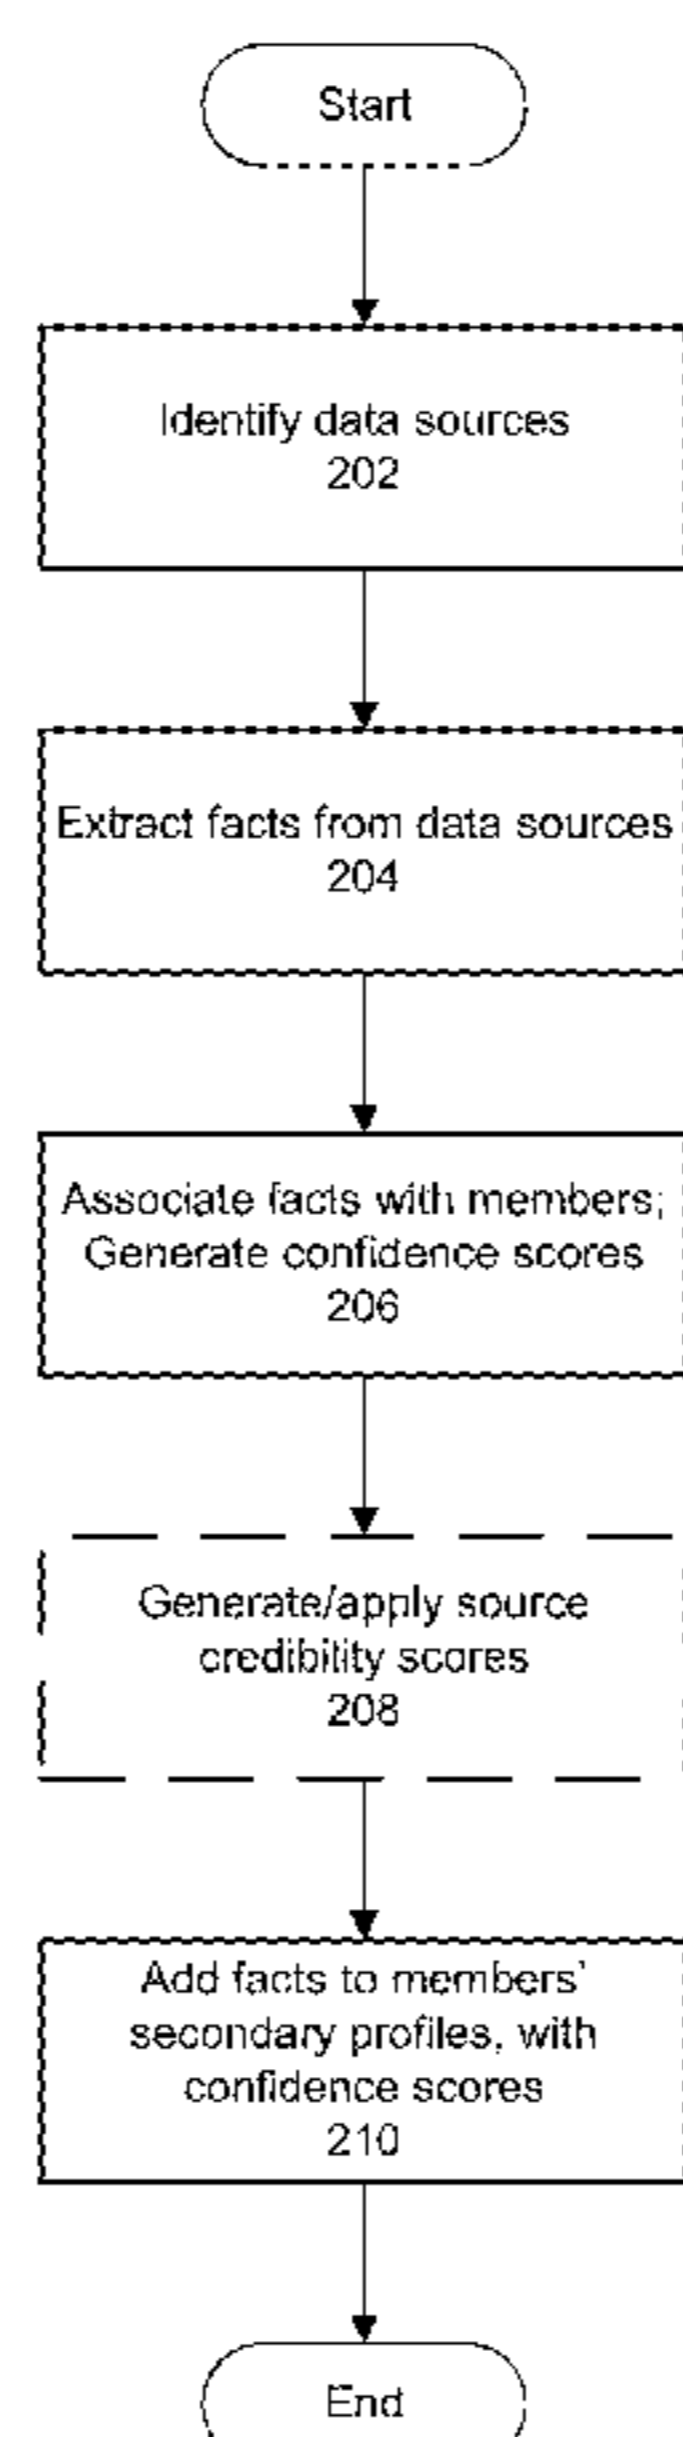 Start
Identify data sources
202
Extract facts from data sources
204
Associate facts with members;
Generate confidence scores
206
Generate/apply source
credibility scores
208
Add facts to members'
secondary profiles, with
confidence scores
210
End